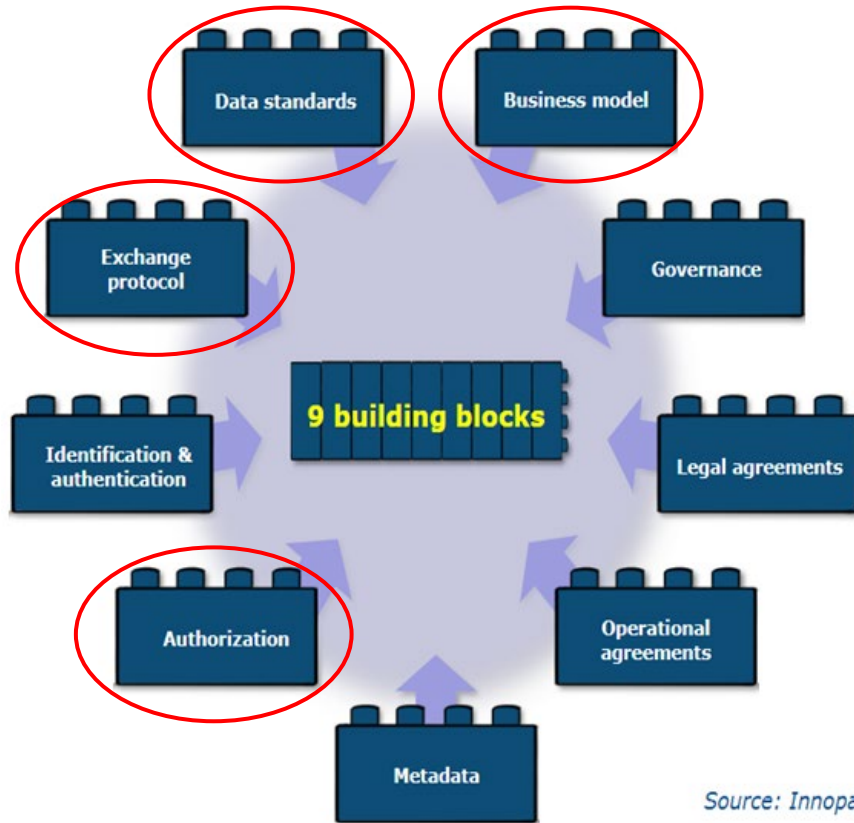 Data standards
Business model
Exchange
protocol
Governance
9 building blocks
Identification &
authentication
Legal agreements
Authorization
Operational
agreements
Metadata
Source: Innopa